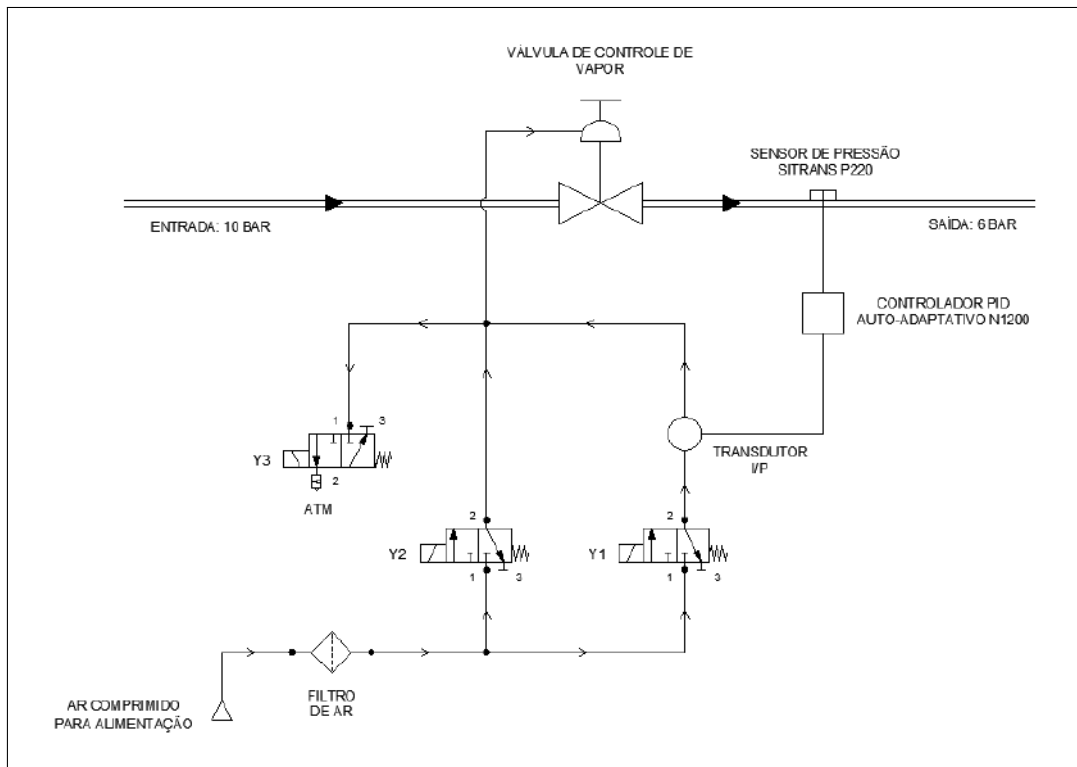 VÁLVULA DE CONTROLE DE
VAPOR
SENSOR DE PRESSÃO
SITRANS P220
ENTRADA: 10 BAR
SAÍDA: 6 BAR
CONTROLADOR PID
AUTO-ADAPTATIVO N1200
1
3
Y3
2
ATM
TRANSDUTOR
I/P
2
Y2
1
3
2
Y1
1
3
AR COMPRIMIDO
PARA ALIMENTAÇÃO
FILTRO
DE AR